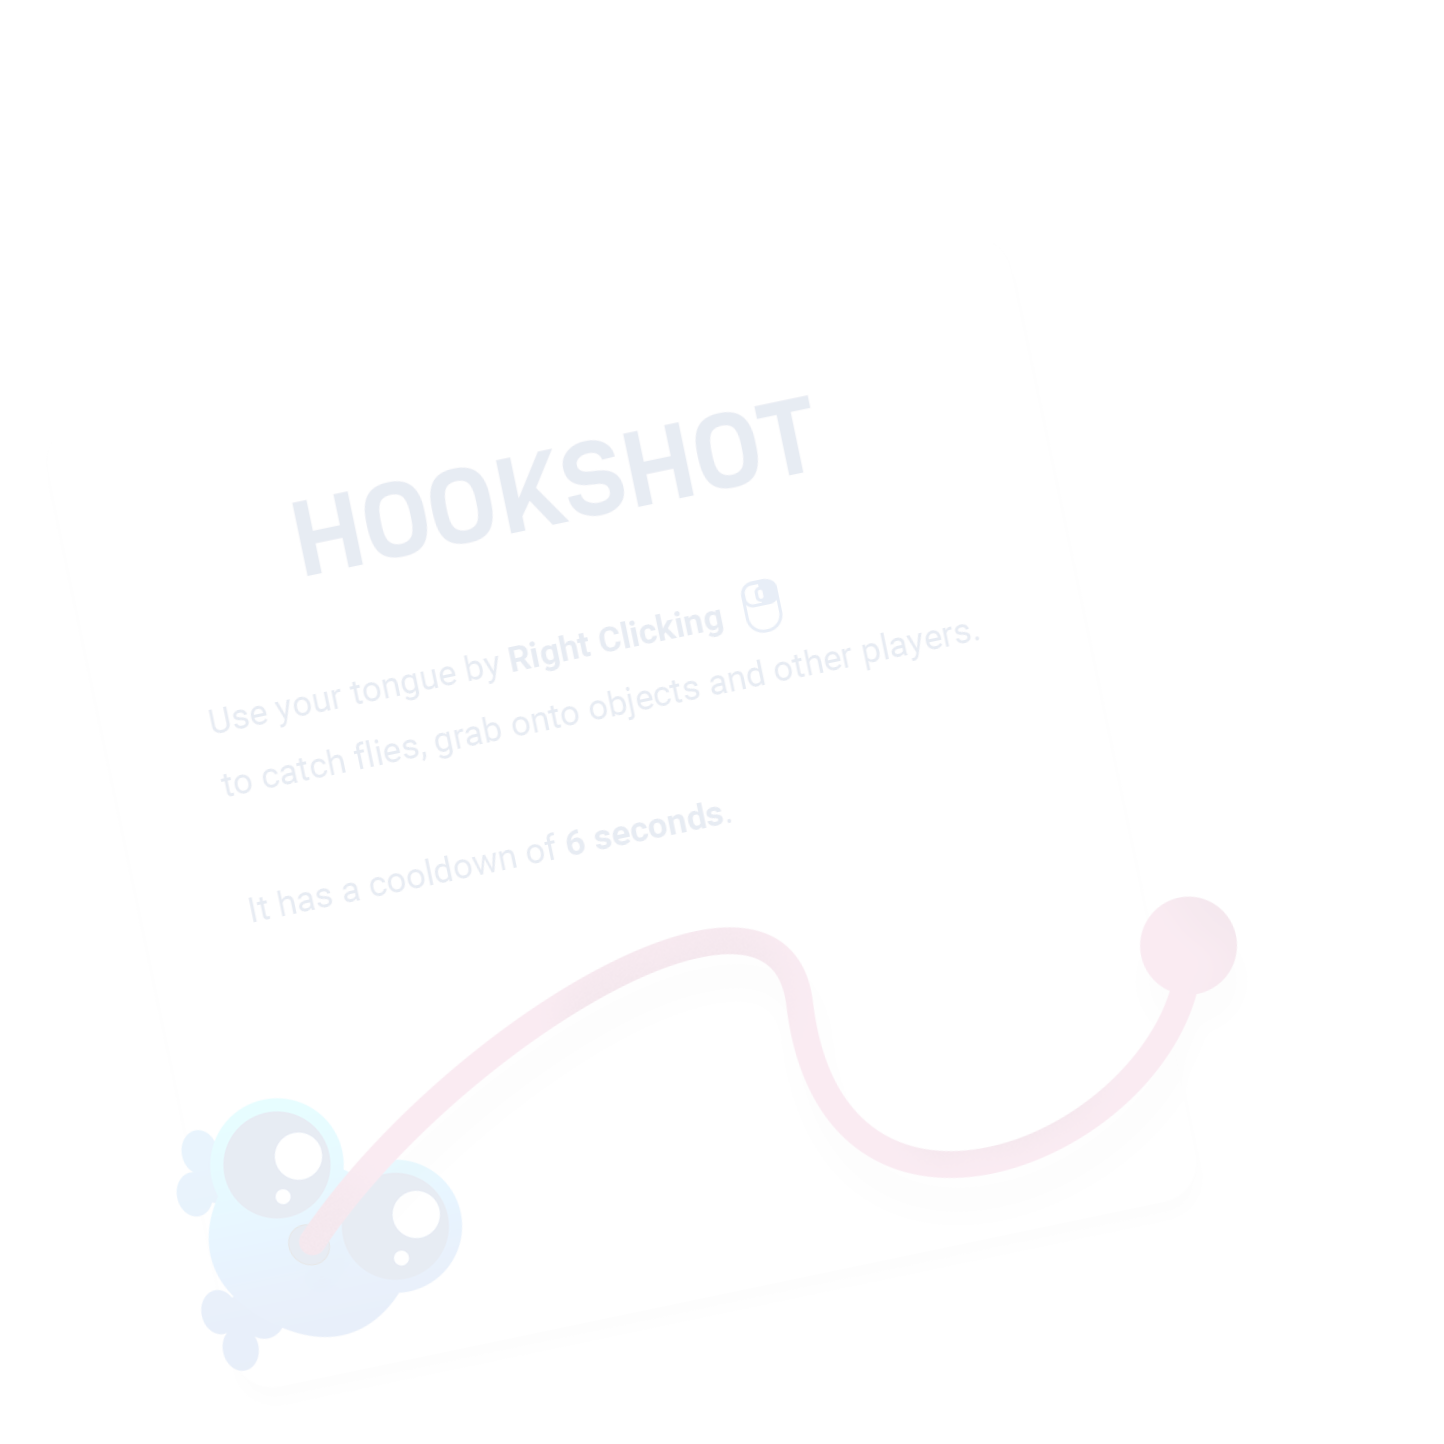 HOOKSHOT
Use your tongue by Right Clicking
to catch flies, grab onto objects and other players.
It has a cooldown of 6 seconds.